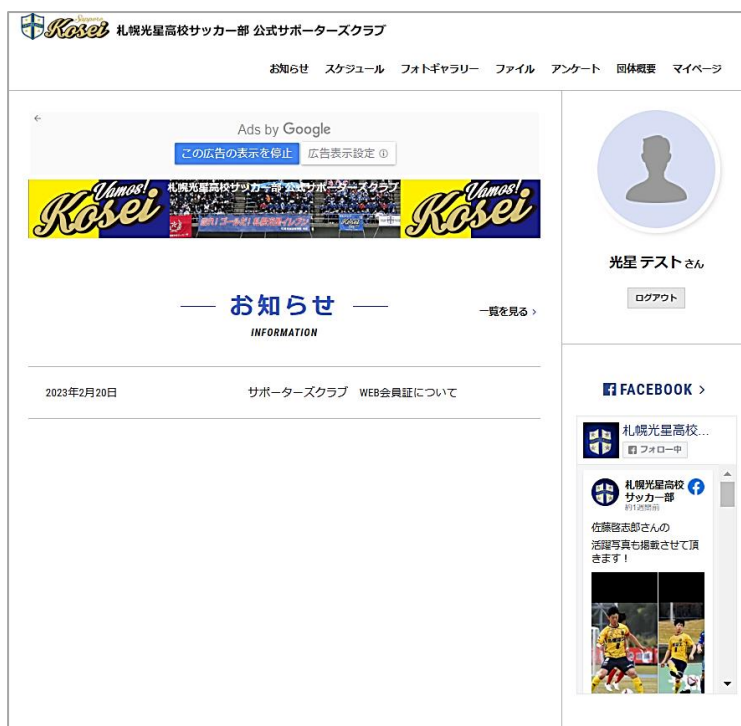 Sapporo
Kosei 札幌光星高校サッカー部 公式サポーターズクラブ
お知らせ スケジュール フォトギャラリー ファイル アンケート 団体概要 マイページ
Ads by Google
この広告の表示を停止 広告表示設定
Vamos! Kosei
札幌光星高校サッカー部 公式サポーターズクラブ
Vamos! Kosei
光星 テスト さん
ログアウト
お知らせ
一覧を見る
INFORMATION
2023年2月20日 サポーターズクラブ WEB会員証について
FACEBOOK
札幌光星高校...
フォロー中
札幌光星高校
サッカー部
約1週間前
佐藤啓志郎さんの
活躍写真も掲載させて頂
きます!